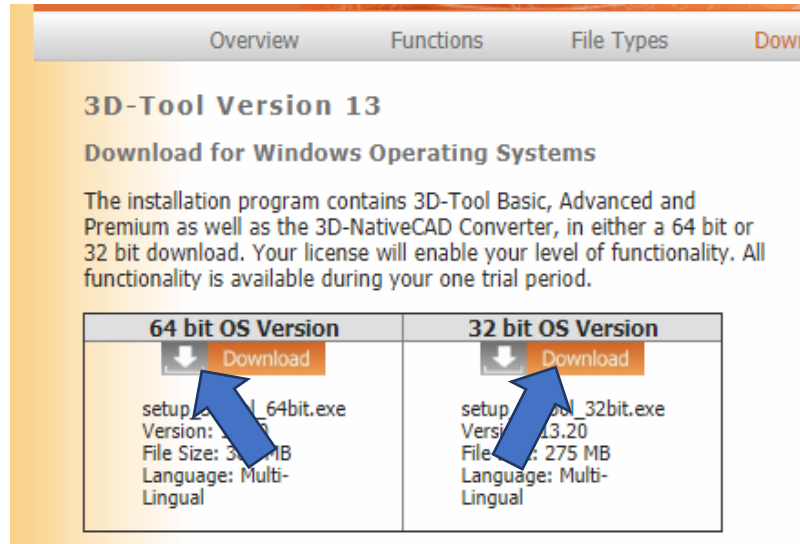 Overview Functions File Types Down
3D-Tool Version 13
Download for Windows Operating Systems
The installation program contains 3D-Tool Basic, Advanced and
Premium as well as the 3D-NativeCAD Converter, in either a 64 bit or
32 bit download. Your license will enable your level of functionality. All
functionality is available during your one trial period.
64 bit OS Version 32 bit OS Version
Download Download
Version: Version: 13.20
File Size: MB File Size: 275 MB
Language: Multi- Language: Multi-
Lingual Lingual